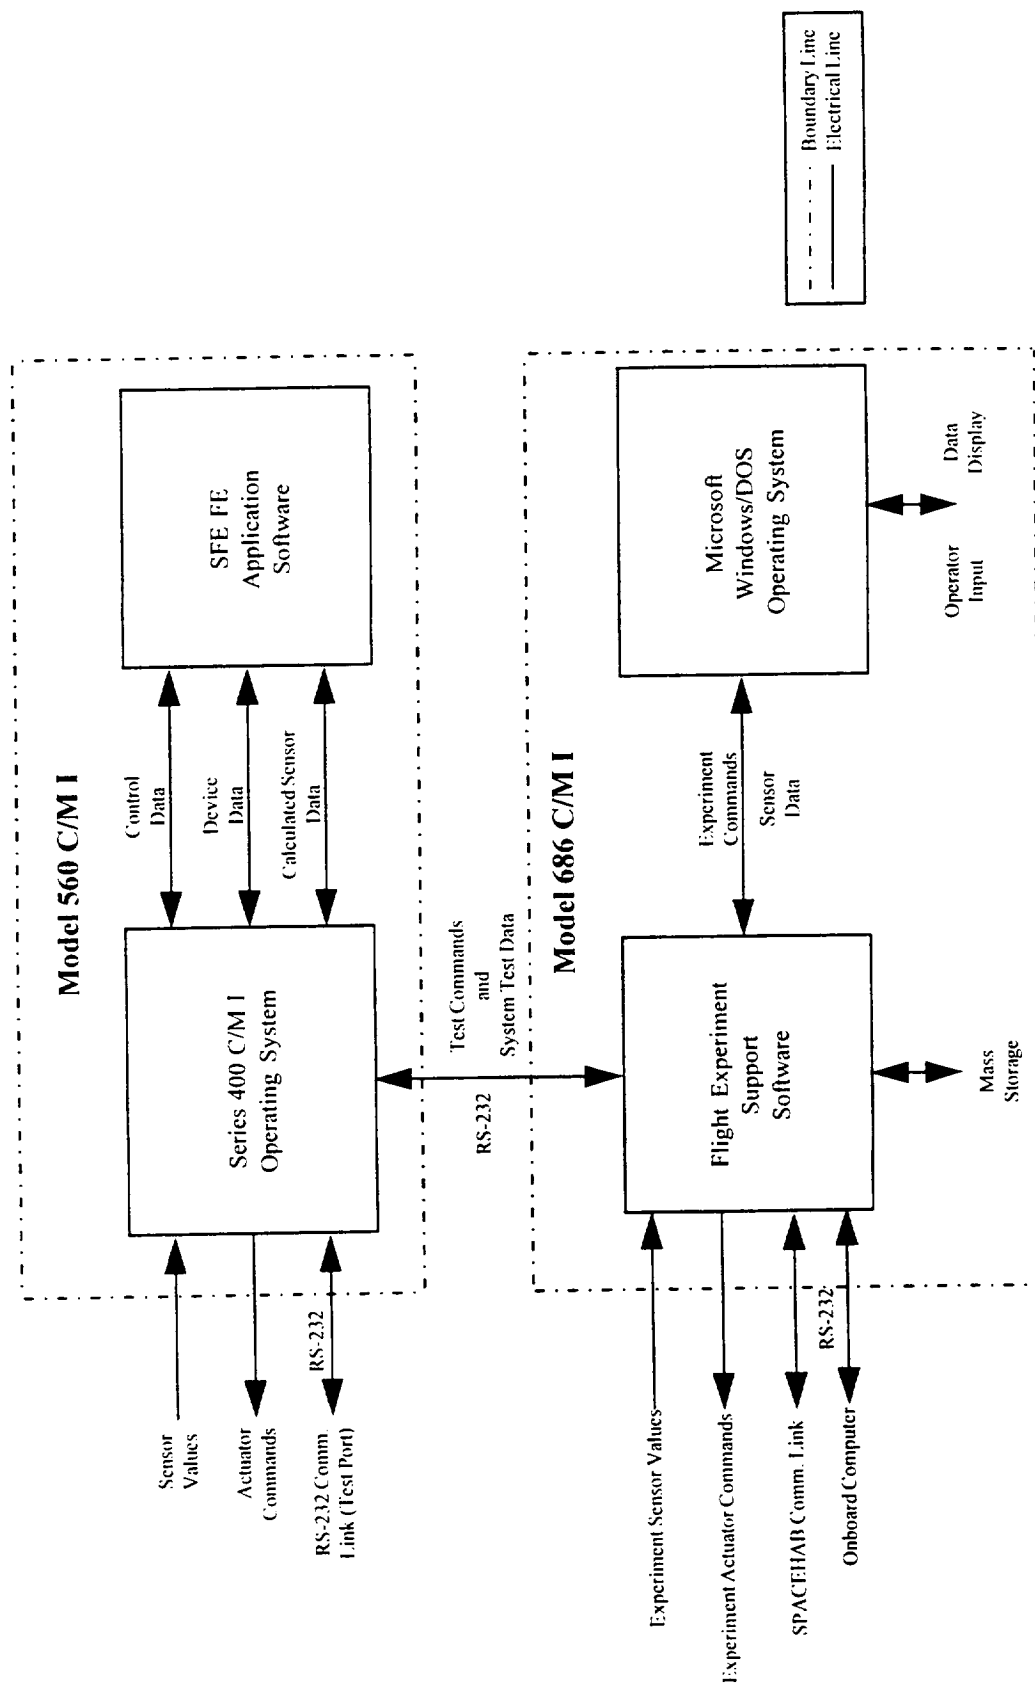 Model 560 C/M I
Sensor
Values
Actuator
Commands
RS-232 Comm.
Link (Test Port)
RS-232
Series 400 C/M I
Operating System
Control
Data
Device
Data
Calculated Sensor
Data
SFE FE
Application
Software
RS-232
Test Commands
and
System Test Data
Model 686 C/M I
Experiment Sensor Values
Experiment Actuator Commands
SPACEHAB Comm. Link
Onboard Computer
RS-232
Flight Experiment
Support
Software
Experiment
Commands
Sensor
Data
Microsoft
Windows/DOS
Operating System
Mass
Storage
Operator
Input
Data
Display
Boundary Line
Electrical Line